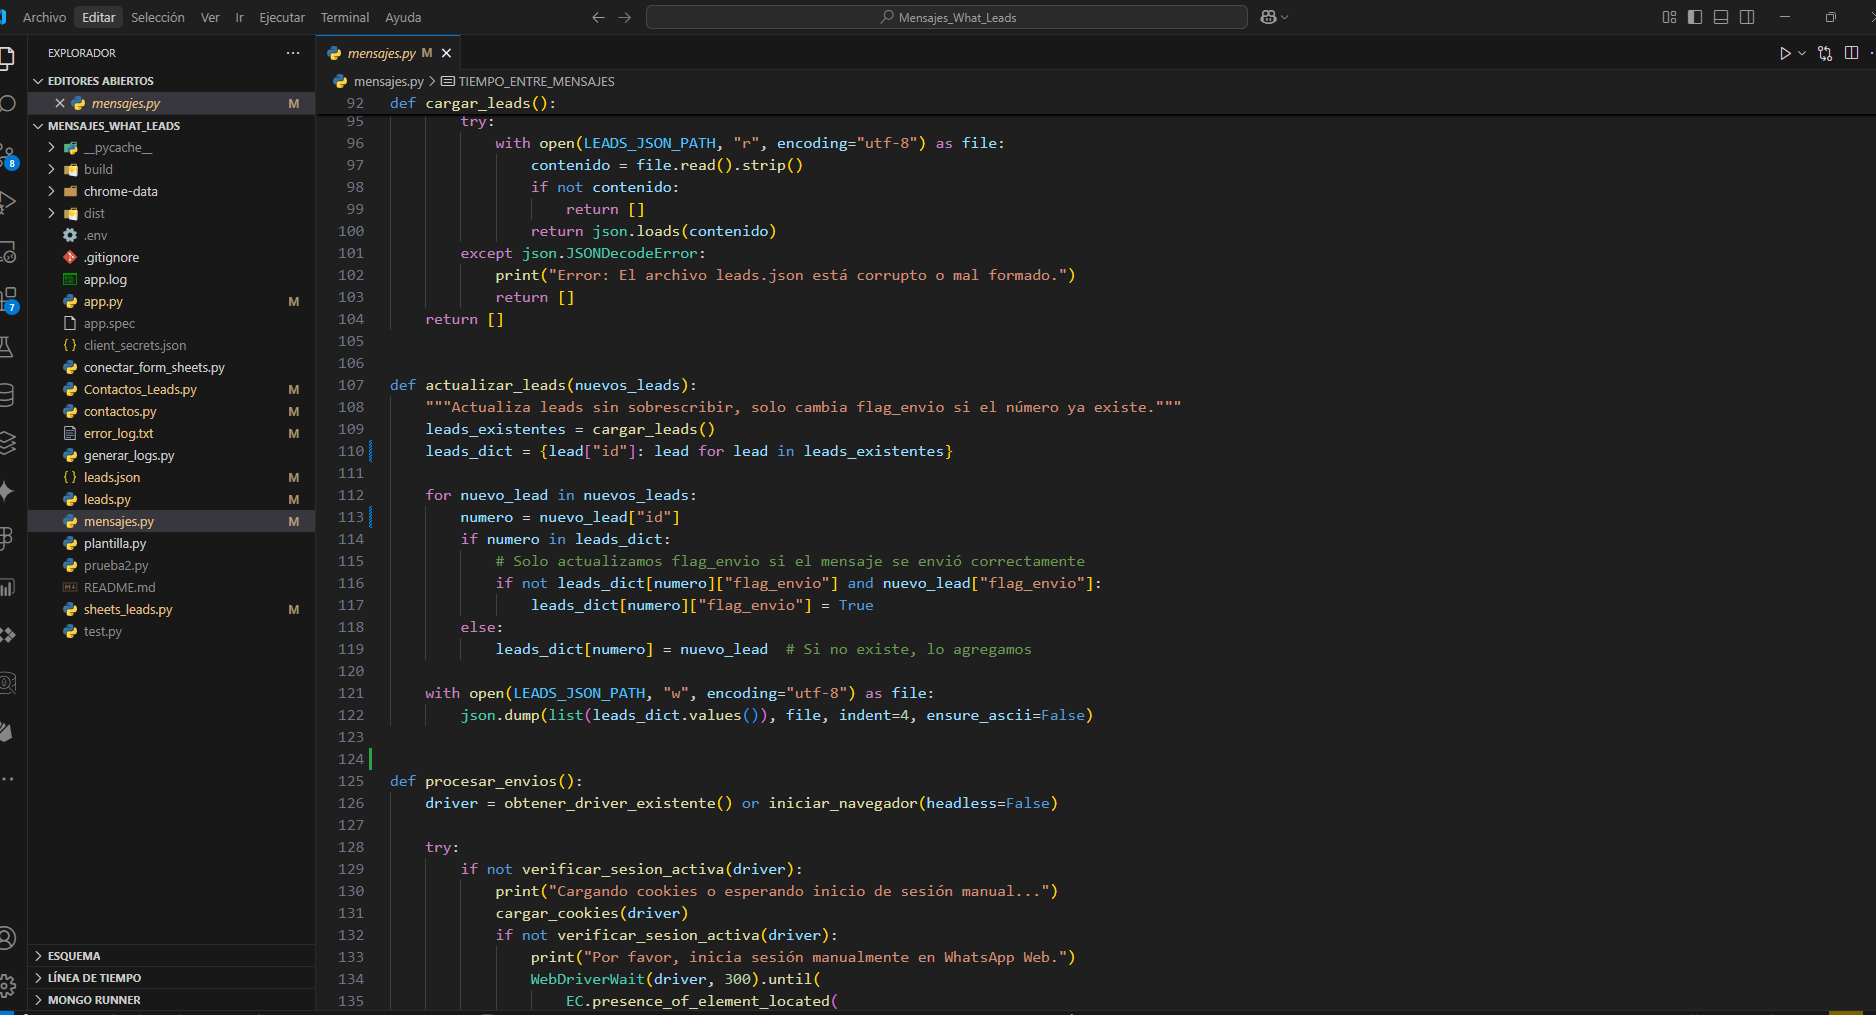 Archivo Editar Selección Ver Ir Ejecutar Terminal Ayuda
Mensajes_What_Leads
EXPLORADOR
EDITORES ABIERTOS
mensajes.py M
MENSAJES_WHAT_LEADS
__pycache__
build
chrome-data
dist
.env
.gitignore
app.log
app.py M
app.spec
client_secrets.json
conectar_form_sheets.py
Contactos_Leads.py M
contactos.py M
error_log.txt M
generar_logs.py
leads.json M
leads.py M
mensajes.py M
plantilla.py
prueba2.py
README.md
sheets_leads.py M
test.py
ESQUEMA
LÍNEA DE TIEMPO
MONGO RUNNER
8
7
mensajes.py M
mensajes.py > TIEMPO_ENTRE_MENSAJES
92 def cargar_leads():
95 try:
96 with open(LEADS_JSON_PATH, "r", encoding="utf-8") as file:
97 contenido = file.read().strip()
98 if not contenido:
99 return []
100 return json.loads(contenido)
101 except json.JSONDecodeError:
102 print("Error: El archivo leads.json está corrupto o mal formado.")
103 return []
104 return []
105
106
107 def actualizar_leads(nuevos_leads):
108 """Actualiza leads sin sobrescribir, solo cambia flag_envio si el número ya existe."""
109 leads_existentes = cargar_leads()
110 leads_dict = {lead["id"]: lead for lead in leads_existentes}
111
112 for nuevo_lead in nuevos_leads:
113 numero = nuevo_lead["id"]
114 if numero in leads_dict:
115 # Solo actualizamos flag_envio si el mensaje se envió correctamente
116 if not leads_dict[numero]["flag_envio"] and nuevo_lead["flag_envio"]:
117 leads_dict[numero]["flag_envio"] = True
118 else:
119 leads_dict[numero] = nuevo_lead # Si no existe, lo agregamos
120
121 with open(LEADS_JSON_PATH, "w", encoding="utf-8") as file:
122 json.dump(list(leads_dict.values()), file, indent=4, ensure_ascii=False)
123
124
125 def procesar_envios():
126 driver = obtener_driver_existente() or iniciar_navegador(headless=False)
127
128 try:
129 if not verificar_sesion_activa(driver):
130 print("Cargando cookies o esperando inicio de sesión manual...")
131 cargar_cookies(driver)
132 if not verificar_sesion_activa(driver):
133 print("Por favor, inicia sesión manualmente en WhatsApp Web.")
134 WebDriverWait(driver, 300).until(
135 EC.presence_of_element_located(